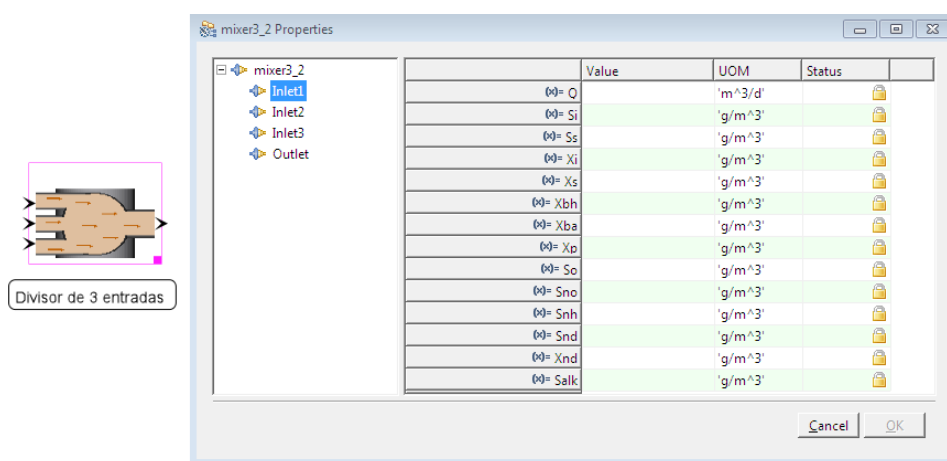 mixer3_2 Properties
mixer3_2
Inlet1
Inlet2
Inlet3
Outlet
Value UOM Status
(x)= Q 'm^3/d'
(x)= Si 'g/m^3'
(x)= Ss 'g/m^3'
(x)= Xi 'g/m^3'
(x)= Xs 'g/m^3'
(x)= Xbh 'g/m^3'
(x)= Xba 'g/m^3'
(x)= Xp 'g/m^3'
(x)= So 'g/m^3'
(x)= Sno 'g/m^3'
(x)= Snh 'g/m^3'
(x)= Snd 'g/m^3'
(x)= Xnd 'g/m^3'
(x)= Salk 'g/m^3'
Divisor de 3 entradas
Cancel OK